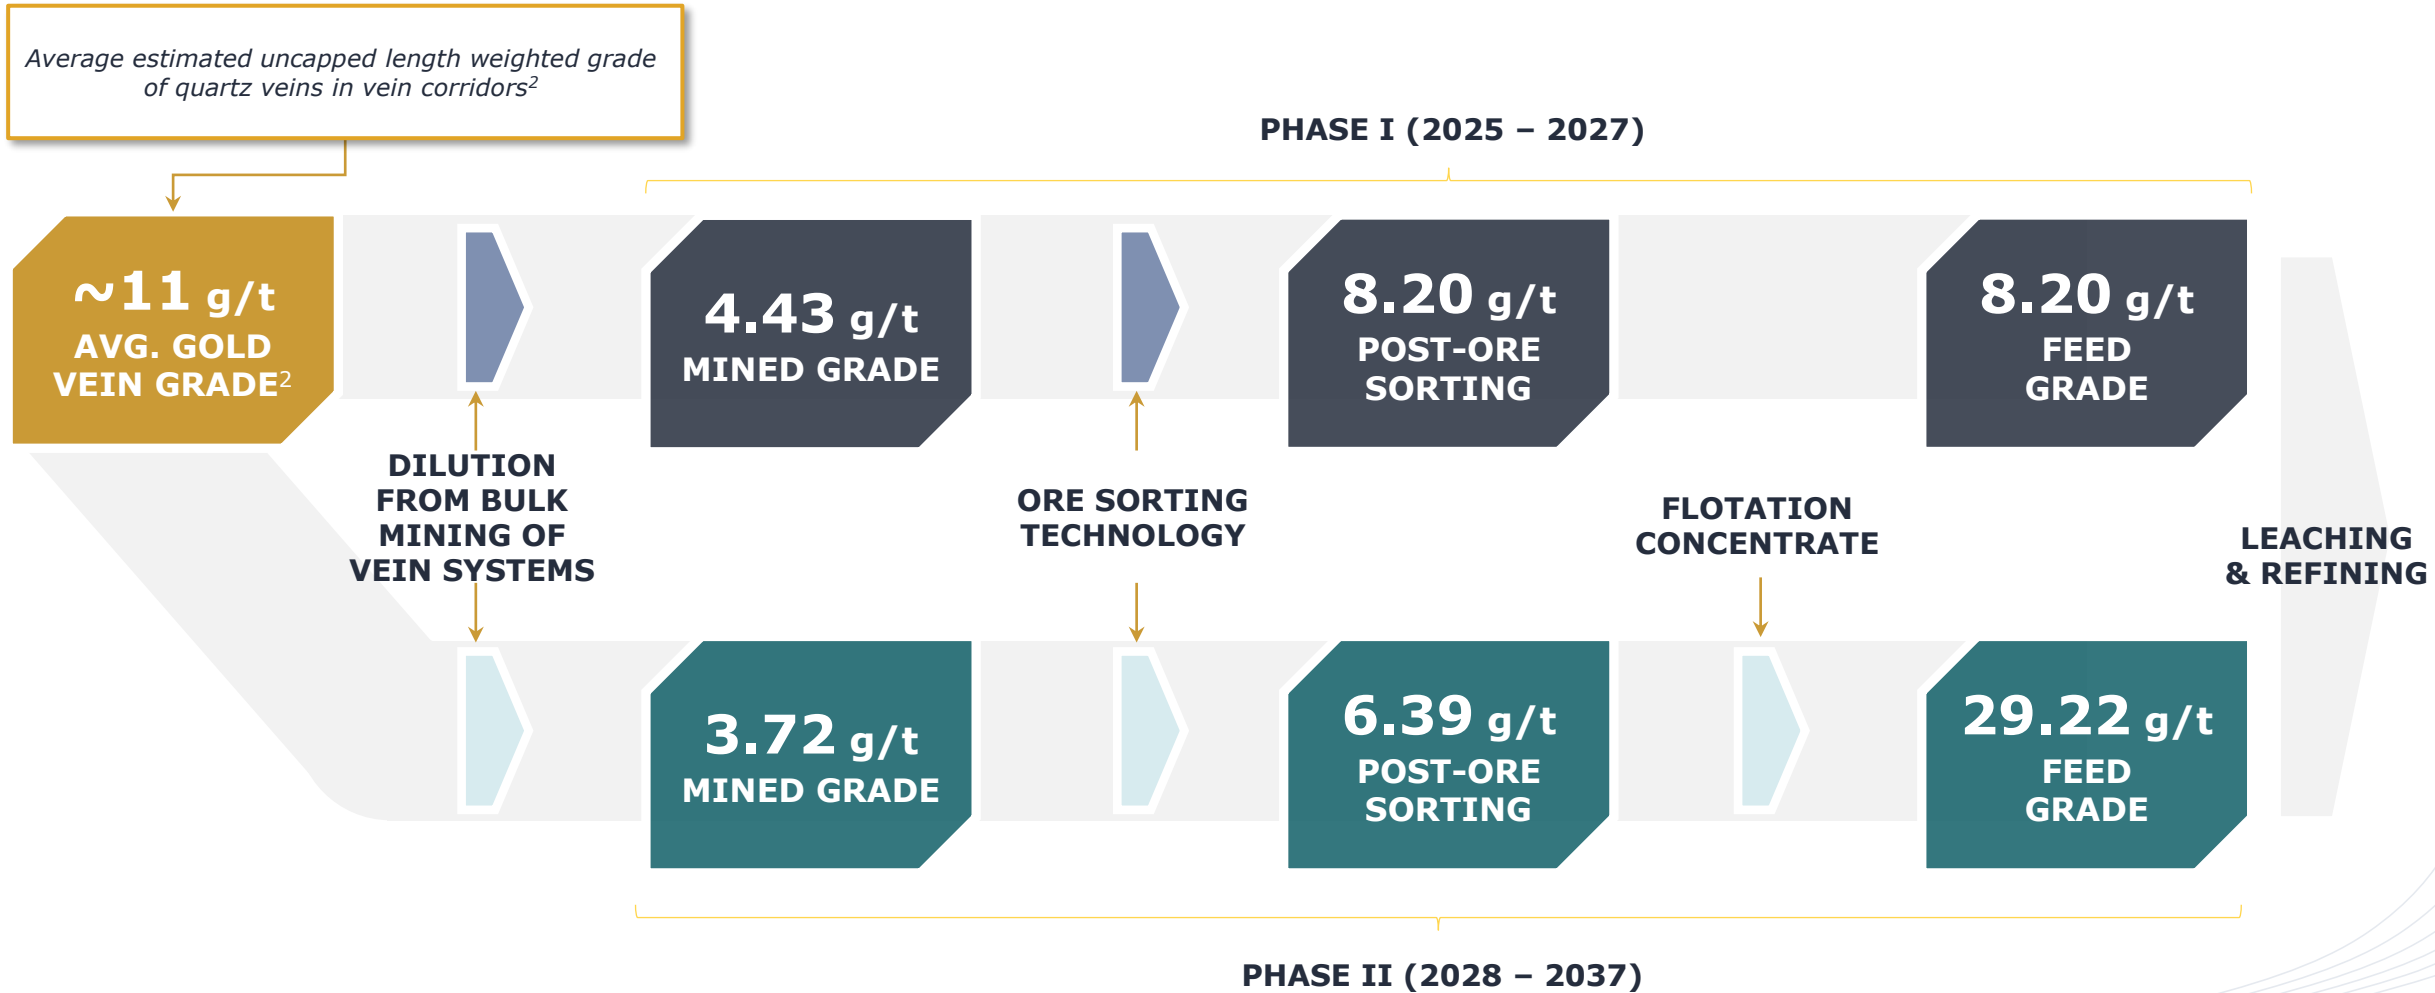 Average estimated uncapped length weighted grade
of quartz veins in vein corridors²
PHASE I (2025 – 2027)
~11 g/t
AVG. GOLD
VEIN GRADE²
4.43 g/t
MINED GRADE
8.20 g/t
POST-ORE
SORTING
8.20 g/t
FEED
GRADE
DILUTION
FROM BULK
MINING OF
VEIN SYSTEMS
ORE SORTING
TECHNOLOGY
FLOTATION
CONCENTRATE
LEACHING
& REFINING
3.72 g/t
MINED GRADE
6.39 g/t
POST-ORE
SORTING
29.22 g/t
FEED
GRADE
PHASE II (2028 – 2037)